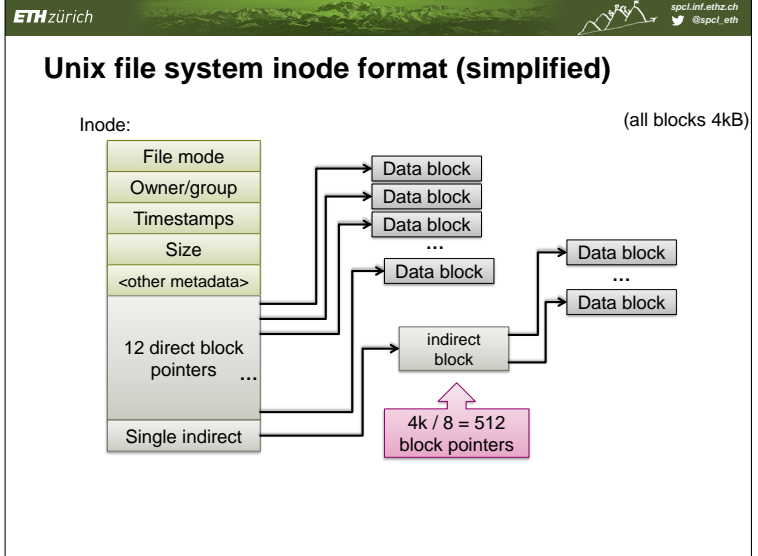 ETH zürich
spcl.inf.ethz.ch
@spcl_eth
Unix file system inode format (simplified)
(all blocks 4kB)
Inode:
File mode
Owner/group
Timestamps
Size
<other metadata>
12 direct block
pointers ...
Single indirect
Data block
Data block
Data block
...
Data block
indirect
block
4k / 8 = 512
block pointers
Data block
...
Data block